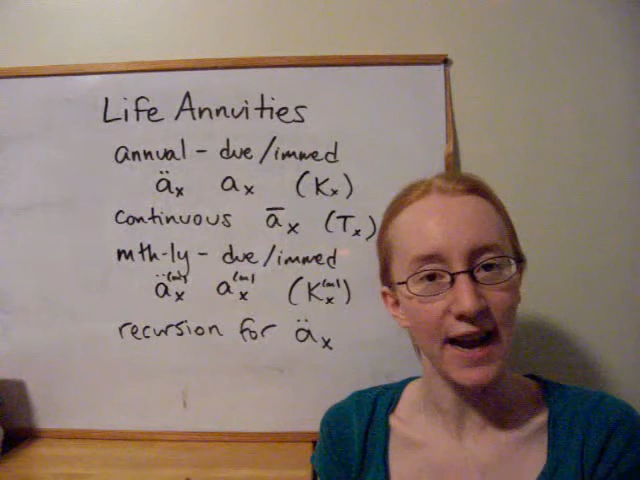 Life Annuities
annual - due/immed
äₓ aₓ (Kₓ)
continuous āₓ (Tₓ)
mth-ly - due/immed
äₓ⁽ᵐ⁾ aₓ⁽ᵐ⁾ (Kₓ⁽ᵐ⁾)
recursion for äₓ